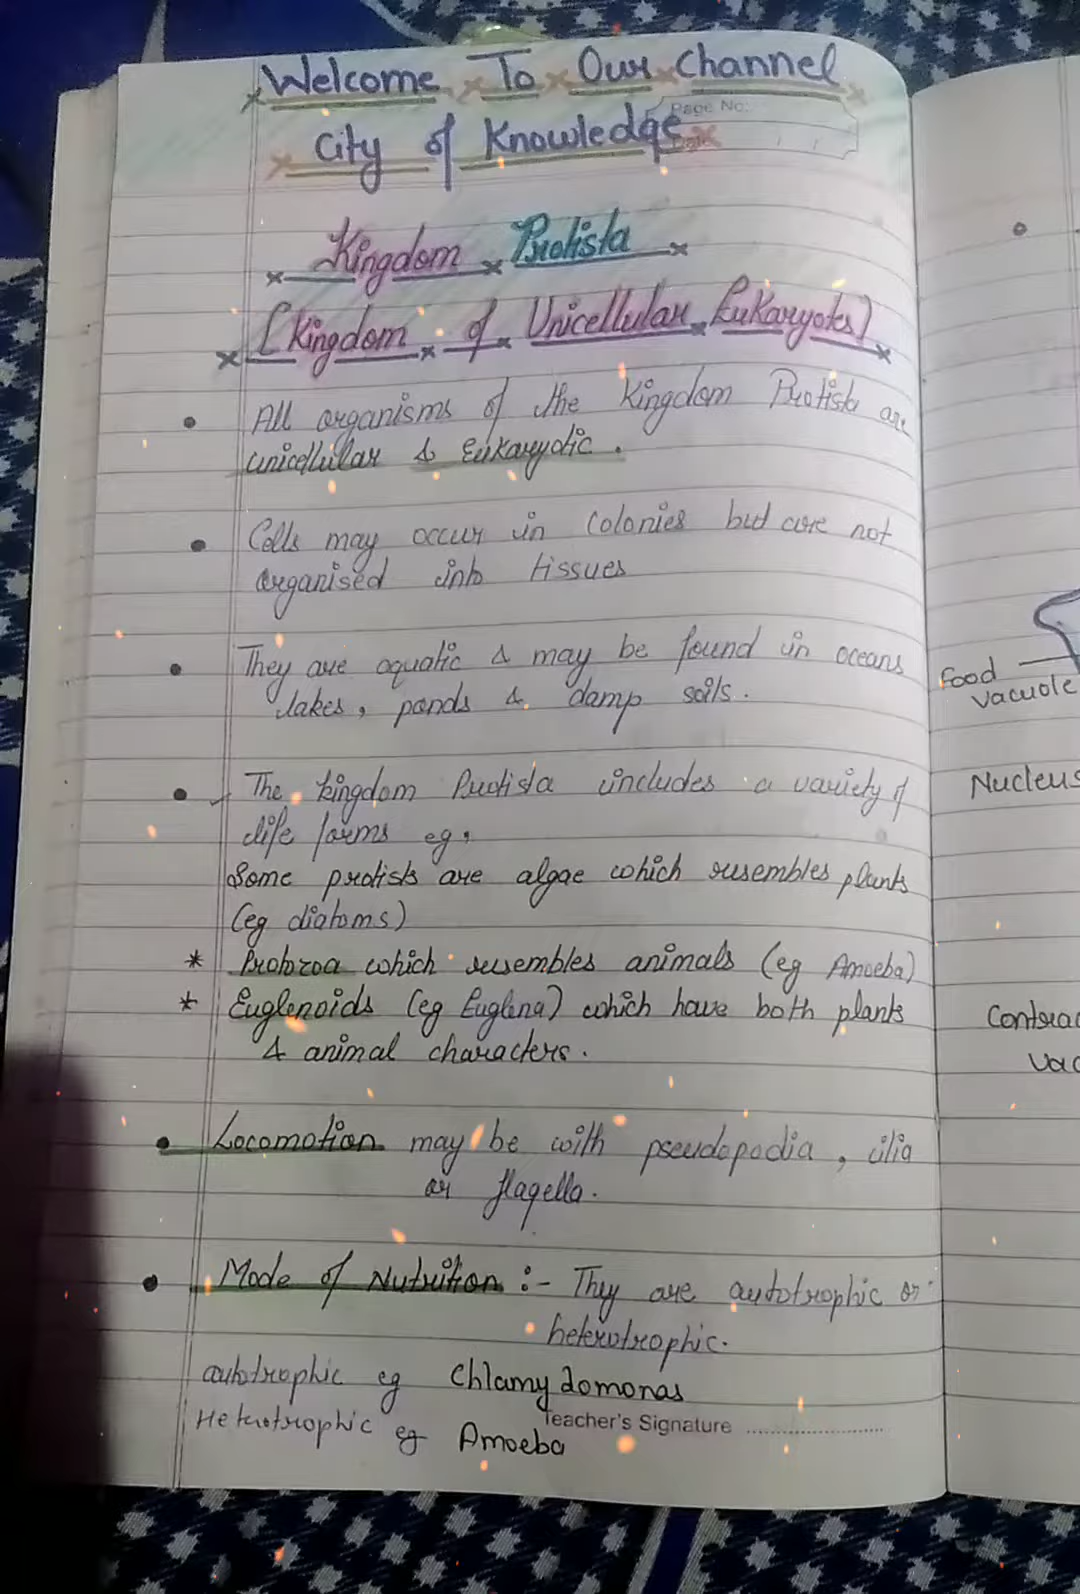 Welcome To Our Channel
Page No:
City of Knowledge
Kingdom Protista
[Kingdom of Unicellular Eukaryotes)
• All organisms of the Kingdom Protista are
unicellular & Eukaryotic.
• Cells may occur in Colonies but are not
organised into tissues
• They are aquatic & may be found in oceans
lakes, ponds & damp soils.
• The kingdom Protista includes a variety of
life forms eg,
Some protists are algae which resembles plants
(eg diatoms)
* Protozoa which resembles animals (eg Amoeba)
* Euglenoids (eg Euglena) which have both plants
& animal characters.
• Locomotion may be with pseudopodia, cilia
or flagella.
• Mode of Nutrition :- They are autotrophic or
heterotrophic.
autotrophic eg Chlamydomonas
Heterotrophic eg Amoeba
Teacher's Signature
Food
vacuole
Nucleus